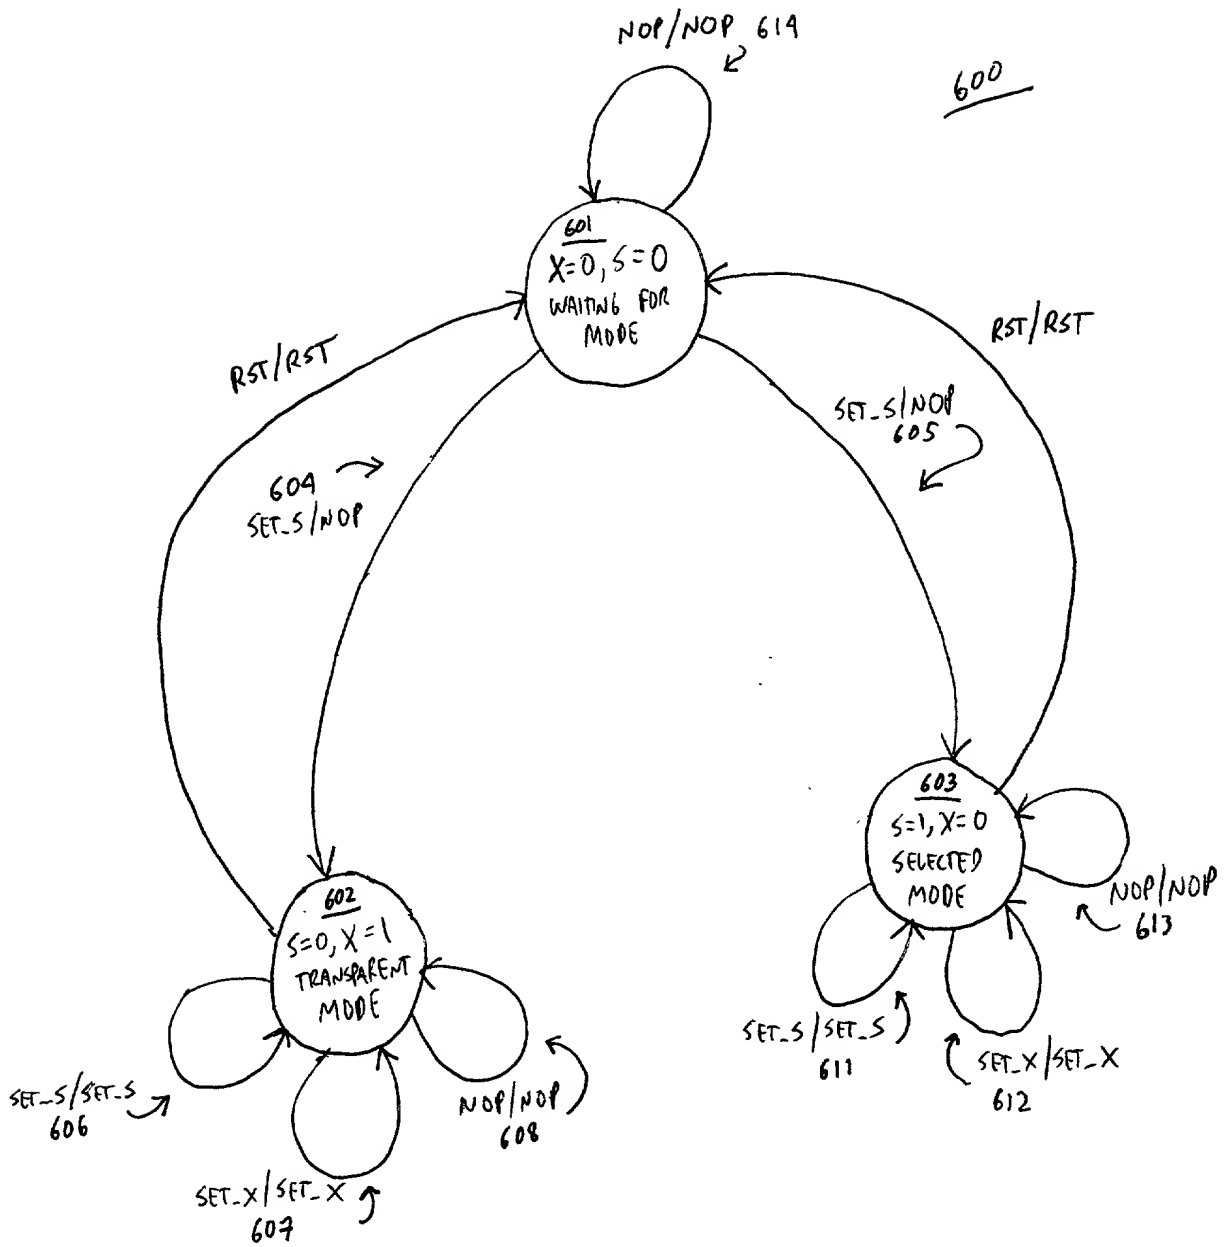 NOP/NOP 614
600
601
X=0, S=0
WAITING FOR
MODE
RST/RST
RST/RST
SET_S/NOP
605
604
SET_S/NOP
603
S=1, X=0
SELECTED
MODE
NOP/NOP
613
602
S=0, X=1
TRANSPARENT
MODE
SET_S/SET_S
611
SET_X/SET_X
612
SET_S/SET_S
606
NOP/NOP
608
SET_X/SET_X
607